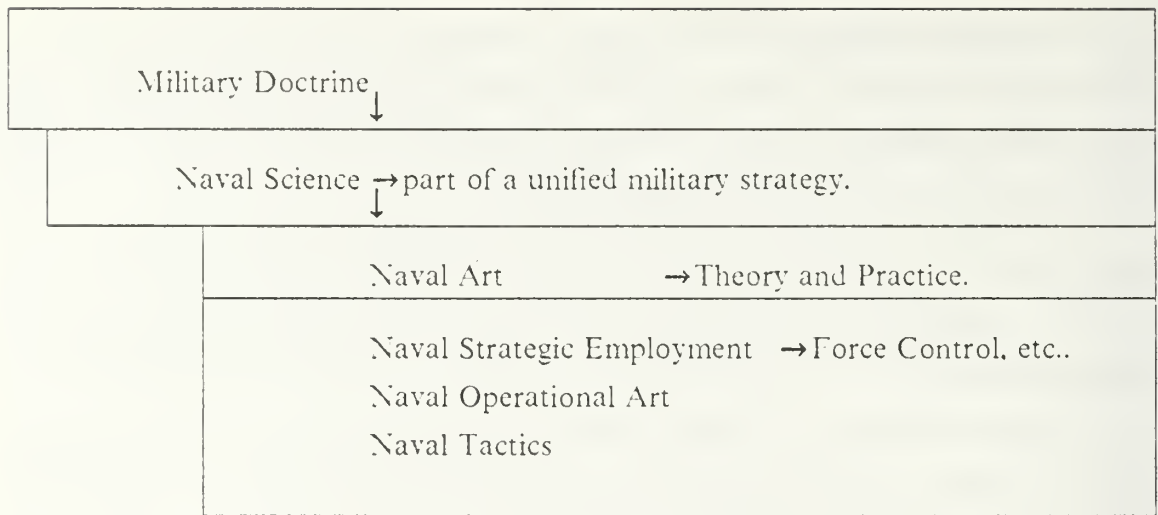 Military Doctrine
↓
Naval Science → part of a unified military strategy.
↓
Naval Art → Theory and Practice.
Naval Strategic Employment → Force Control, etc..
Naval Operational Art
Naval Tactics